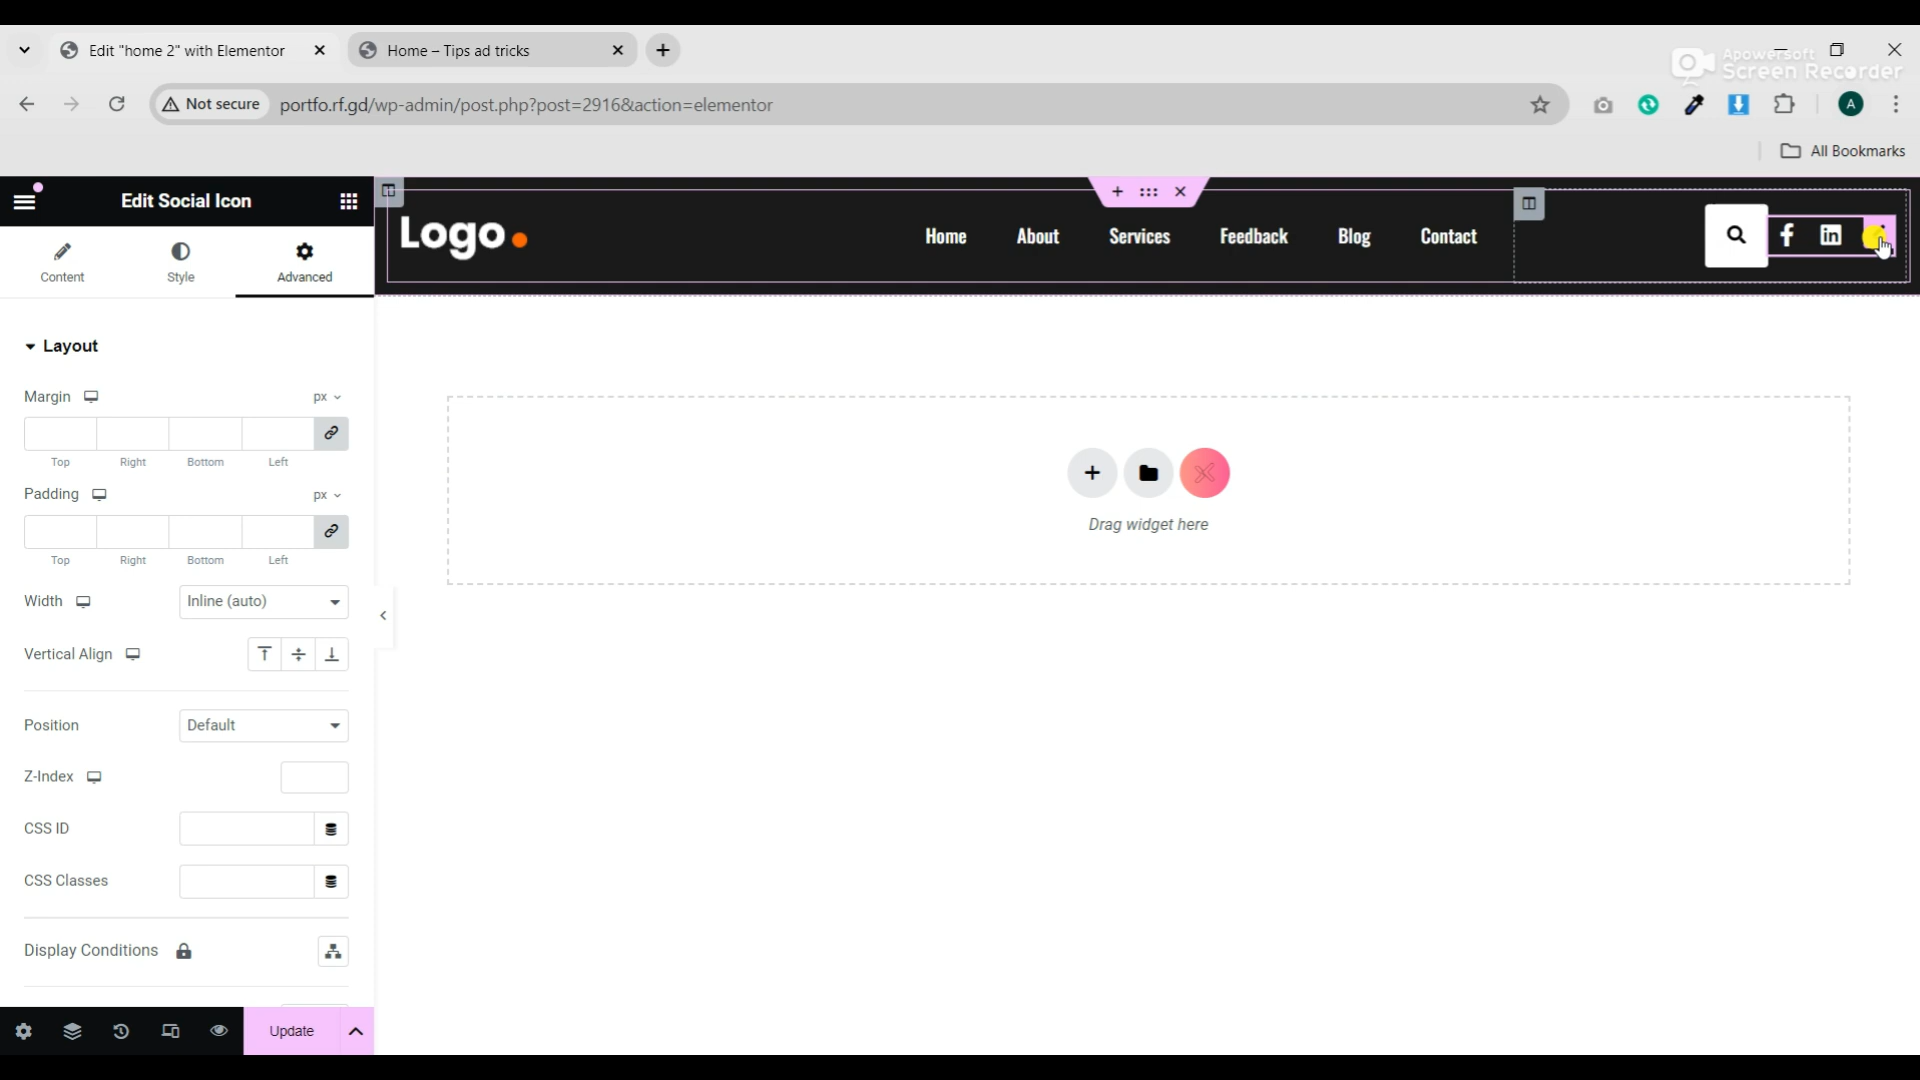 Edit "home 2" with Elementor
Home – Tips ad tricks
Apowersoft
Screen Recorder
Not secure
portfo.rf.gd/wp-admin/post.php?post=2916&action=elementor
A
All Bookmarks
Edit Social Icon
Content
Style
Advanced
Logo
Home
About
Services
Feedback
Blog
Contact
Layout
Margin
px
Top
Right
Bottom
Left
Padding
px
Top
Right
Bottom
Left
Width
Inline (auto)
Vertical Align
Position
Default
Z-Index
CSS ID
CSS Classes
Display Conditions
Update
Drag widget here